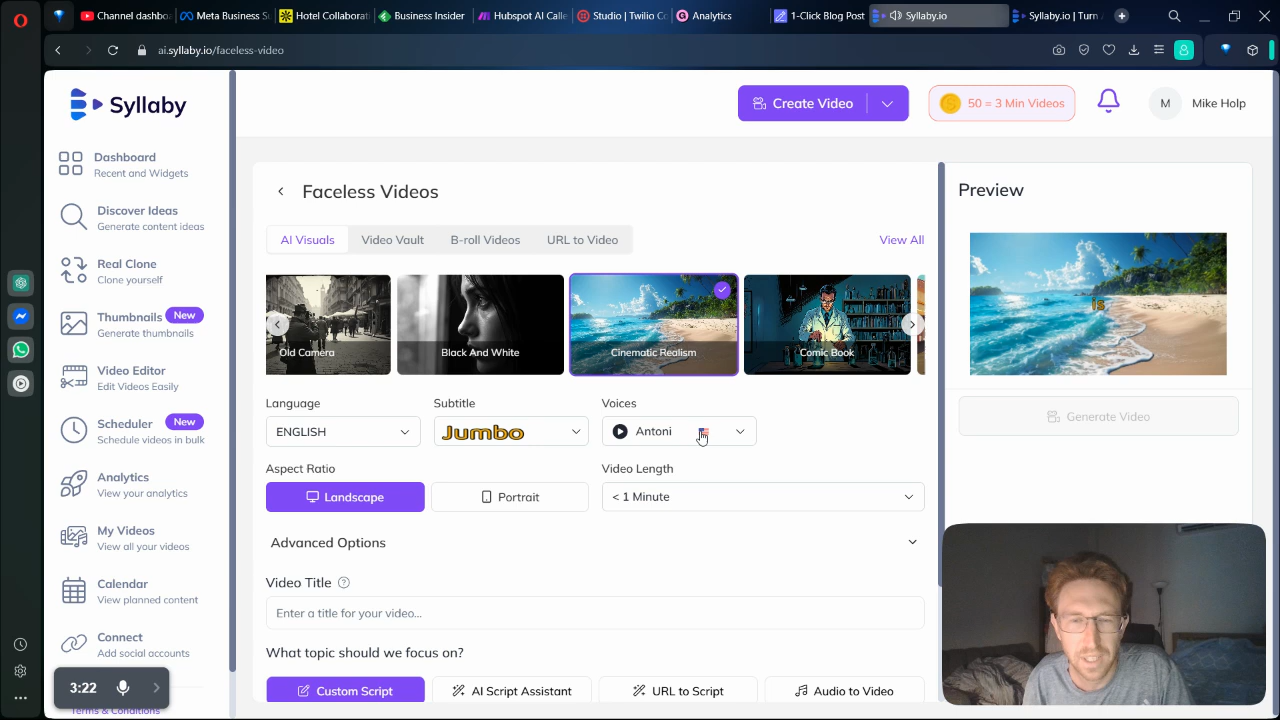 Channel dashbo
Meta Business Su
Hotel Collaborat
Business Insider
Hubspot AI Calle
Studio | Twilio C
Analytics
1-Click Blog Post
Syllaby.io
Syllaby.io | Turn
ai.syllaby.io/faceless-video
Syllaby
Create Video
50 = 3 Min Videos
M
Mike Holp
Dashboard
Recent and Widgets
Discover Ideas
Generate content ideas
Real Clone
Clone yourself
Thumbnails New
Generate thumbnails
Video Editor
Edit Videos Easily
Scheduler New
Schedule videos in bulk
Analytics
View your analytics
My Videos
View all your videos
Calendar
View planned content
Connect
Add social accounts
Terms & Conditions
3:22
Faceless Videos
AI Visuals
Video Vault
B-roll Videos
URL to Video
View All
Old Camera
Black And White
Cinematic Realism
Comic Book
Language
Subtitle
Voices
ENGLISH
Jumbo
Antoni
Aspect Ratio
Video Length
Landscape
Portrait
< 1 Minute
Advanced Options
Video Title ?
Enter a title for your video...
What topic should we focus on?
Custom Script
AI Script Assistant
URL to Script
Audio to Video
Preview
is
Generate Video